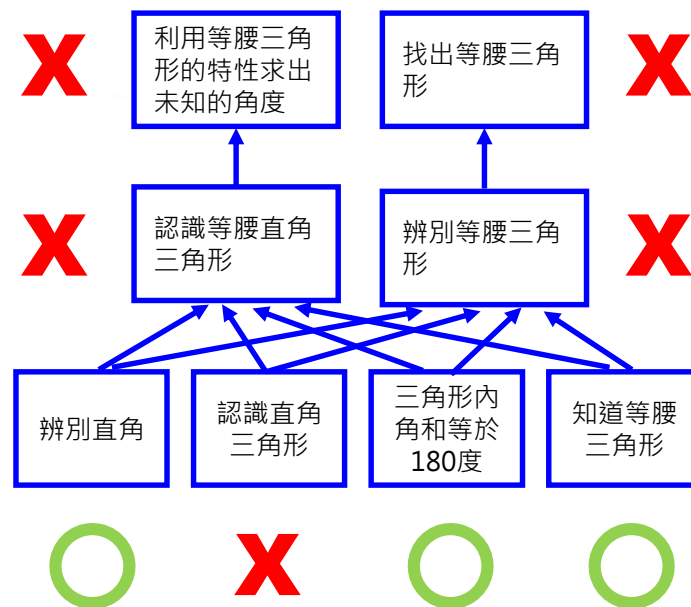 利用等腰三角
形的特性求出
未知的角度
找出等腰三角
形
認識等腰直角
三角形
辨別等腰三角
形
辨別直角
認識直角
三角形
三角形內
角和等於
180度
知道等腰
三角形